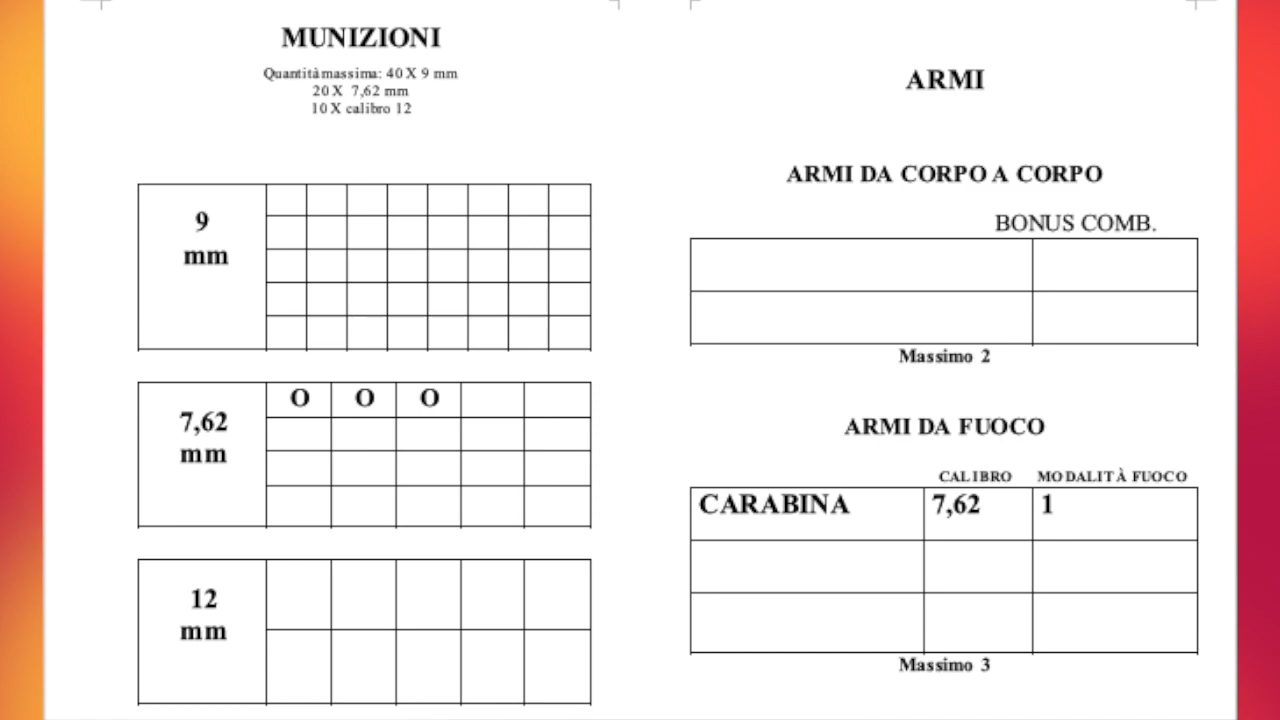 MUNIZIONI
Quantità massima: 40 X 9 mm
20 X 7,62 mm
10 X calibro 12
9
mm
7,62
mm
O O O
12
mm
ARMI
ARMI DA CORPO A CORPO
BONUS COMB.
Massimo 2
ARMI DA FUOCO
CALIBRO MODALITÀ FUOCO
CARABINA 7,62 1
Massimo 3